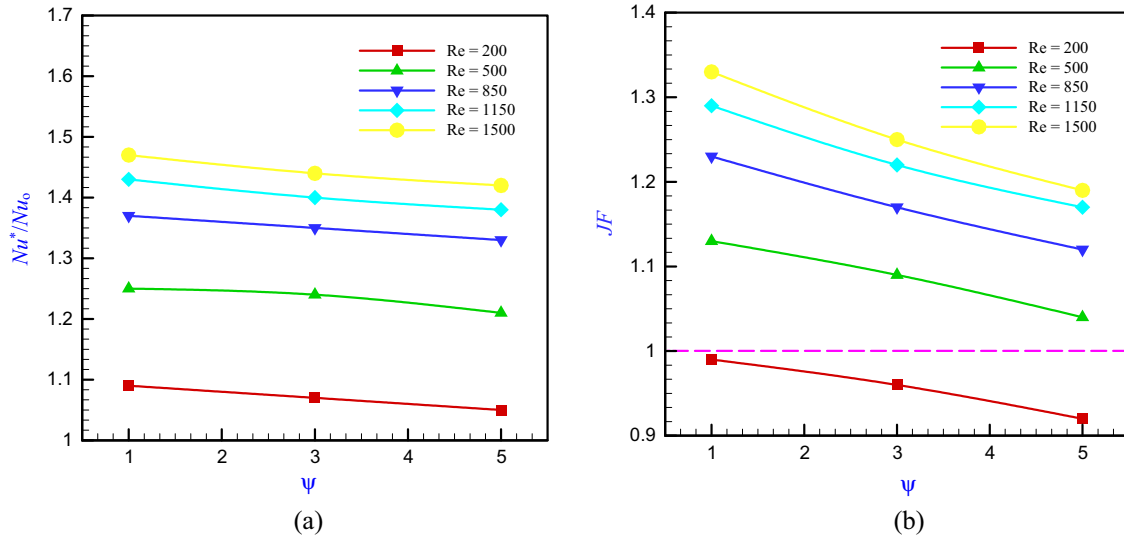 1.7
1.6
1.5
1.4
1.3
1.2
1.1
1
Nu*/Nuo
Re = 200
Re = 500
Re = 850
Re = 1150
Re = 1500
1 2 3 4 5
ψ
(a)
1.4
1.3
1.2
1.1
1
0.9
JF
Re = 200
Re = 500
Re = 850
Re = 1150
Re = 1500
1 2 3 4 5
ψ
(b)